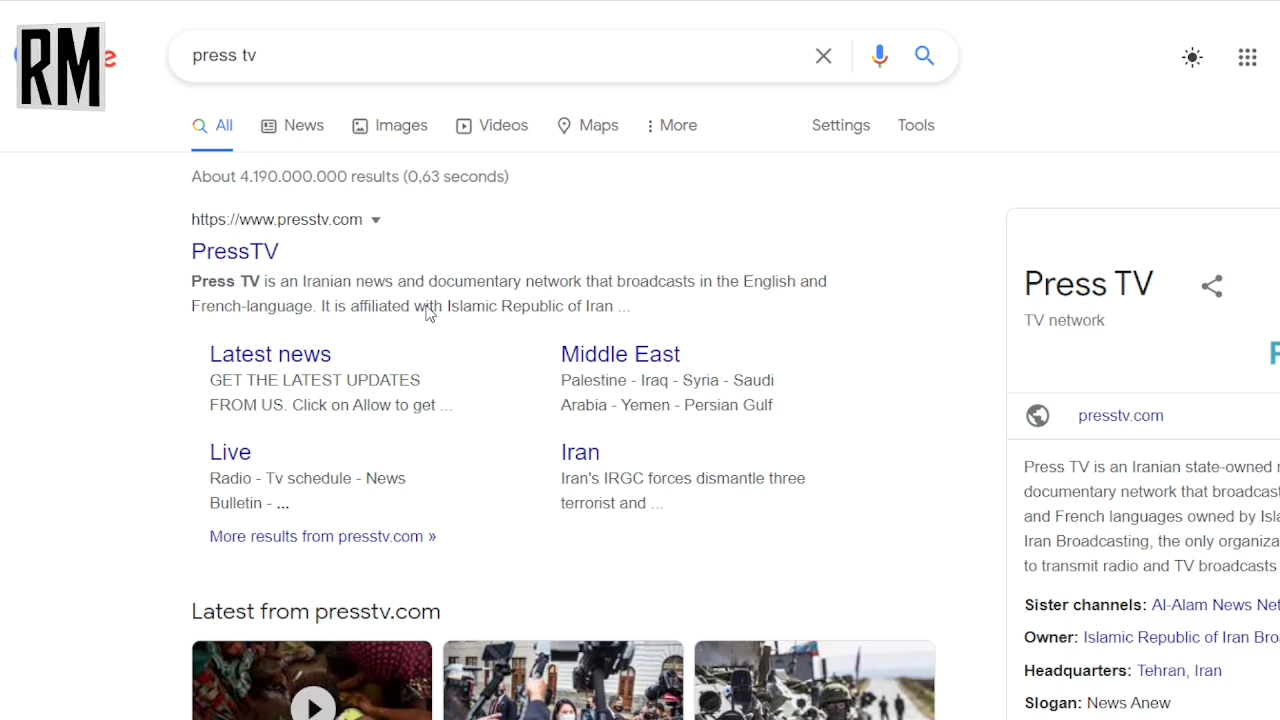 RM
e
press tv
All
News
Images
Videos
Maps
More
Settings
Tools
About 4.190.000.000 results (0,63 seconds)
https://www.presstv.com
PressTV
Press TV is an Iranian news and documentary network that broadcasts in the English and
French-language. It is affiliated with Islamic Republic of Iran ...
Latest news
GET THE LATEST UPDATES
FROM US. Click on Allow to get ...
Middle East
Palestine - Iraq - Syria - Saudi
Arabia - Yemen - Persian Gulf
Live
Radio - Tv schedule - News
Bulletin - ...
Iran
Iran's IRGC forces dismantle three
terrorist and ...
More results from presstv.com »
Latest from presstv.com
Press TV
TV network
presstv.com
Press TV is an Iranian state-owned
documentary network that broadcast
and French languages owned by Isla
Iran Broadcasting, the only organiza
to transmit radio and TV broadcasts
Sister channels: Al-Alam News Net
Owner: Islamic Republic of Iran Bro
Headquarters: Tehran, Iran
Slogan: News Anew